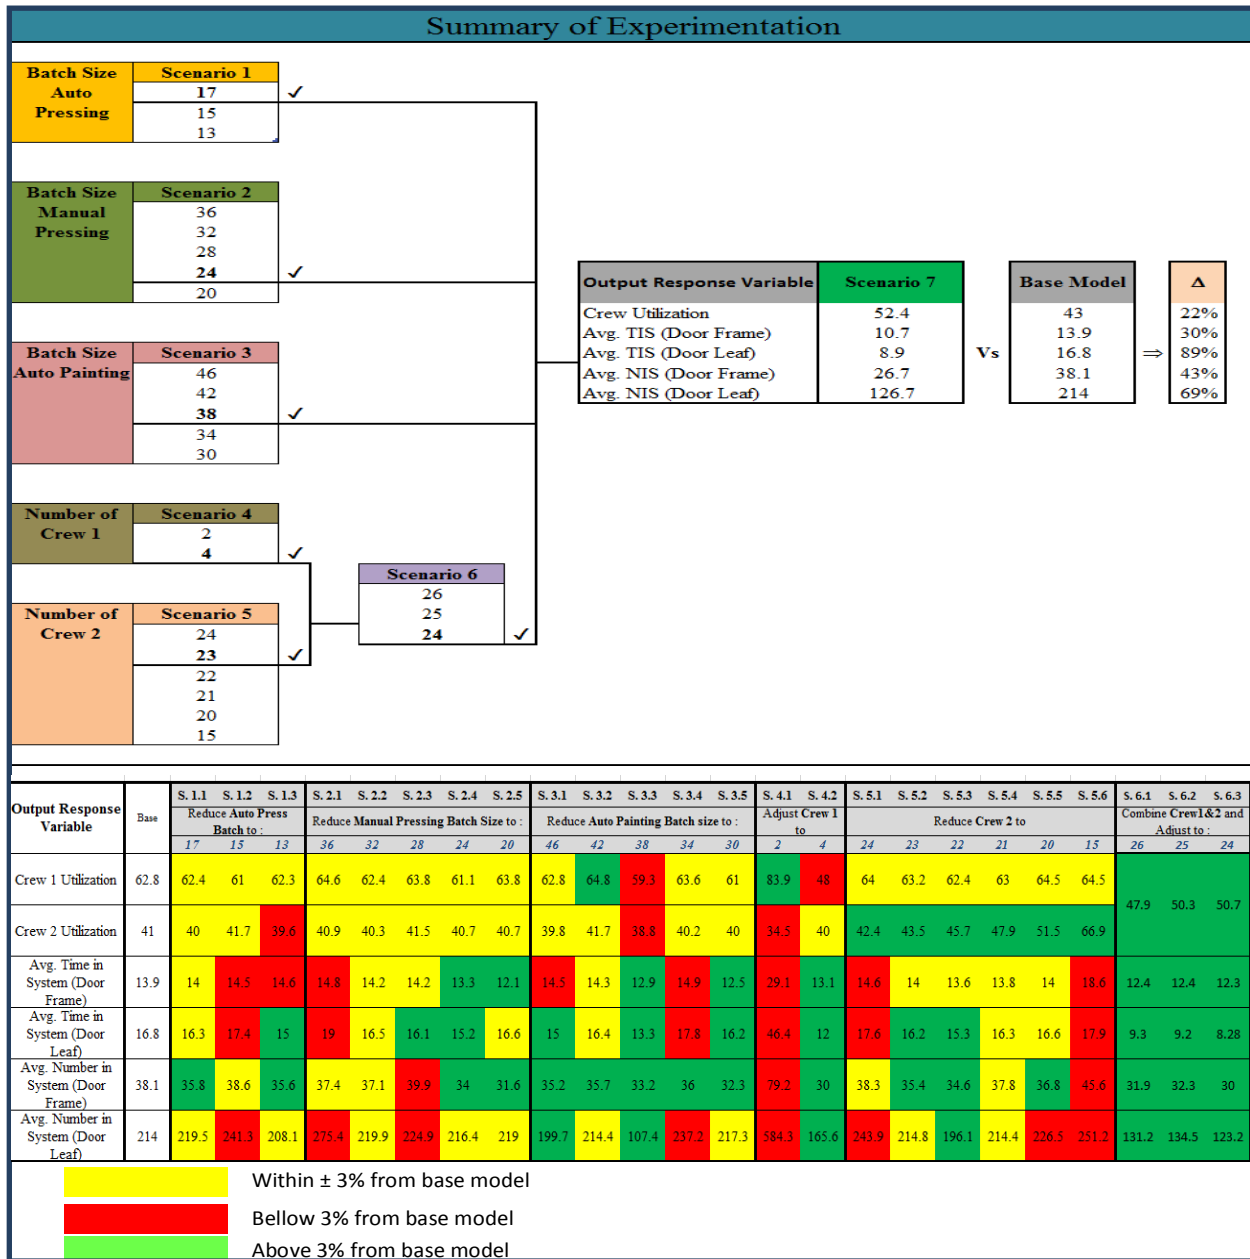 Summary of Experimentation
Batch Size Auto Pressing
Scenario 1
17 ✓
15
13
Batch Size Manual Pressing
Scenario 2
36
32
28
24 ✓
20
Batch Size Auto Painting
Scenario 3
46
42
38 ✓
34
30
Number of Crew 1
Scenario 4
2
4 ✓
Number of Crew 2
Scenario 5
24
23 ✓
22
21
20
15
Scenario 6
26
25
24 ✓
Output Response Variable Scenario 7 Base Model Δ
Crew Utilization 52.4 43 22%
Avg. TIS (Door Frame) 10.7 13.9 30%
Avg. TIS (Door Leaf) 8.9 Vs 16.8 ⇒ 89%
Avg. NIS (Door Frame) 26.7 38.1 43%
Avg. NIS (Door Leaf) 126.7 214 69%
Output Response Variable Base S. 1.1 S. 1.2 S. 1.3 S. 2.1 S. 2.2 S. 2.3 S. 2.4 S. 2.5 S. 3.1 S. 3.2 S. 3.3 S. 3.4 S. 3.5 S. 4.1 S. 4.2 S. 5.1 S. 5.2 S. 5.3 S. 5.4 S. 5.5 S. 5.6 S. 6.1 S. 6.2 S. 6.3
Reduce Auto Press Batch to : Reduce Manual Pressing Batch Size to : Reduce Auto Painting Batch size to : Adjust Crew 1 to Reduce Crew 2 to Combine Crew1&2 and Adjust to :
17 15 13 36 32 28 24 20 46 42 38 34 30 2 4 24 23 22 21 20 15 26 25 24
Crew 1 Utilization 62.8 62.4 61 62.3 64.6 62.4 63.8 61.1 63.8 62.8 64.8 59.3 63.6 61 83.9 48 64 63.2 62.4 63 64.5 64.5
47.9 50.3 50.7
Crew 2 Utilization 41 40 41.7 39.6 40.9 40.3 41.5 40.7 40.7 39.8 41.7 38.8 40.2 40 34.5 40 42.4 43.5 45.7 47.9 51.5 66.9
Avg. Time in System (Door Frame) 13.9 14 14.5 14.6 14.8 14.2 14.2 13.3 12.1 14.5 14.3 12.9 14.9 12.5 29.1 13.1 14.6 14 13.6 13.8 14 18.6 12.4 12.4 12.3
Avg. Time in System (Door Leaf) 16.8 16.3 17.4 15 19 16.5 16.1 15.2 16.6 15 16.4 13.3 17.8 16.2 46.4 12 17.6 16.2 15.3 16.3 16.6 17.9 9.3 9.2 8.28
Avg. Number in System (Door Frame) 38.1 35.8 38.6 35.6 37.4 37.1 39.9 34 31.6 35.2 35.7 33.2 36 32.3 79.2 30 38.3 35.4 34.6 37.8 36.8 45.6 31.9 32.3 30
Avg. Number in System (Door Leaf) 214 219.5 241.3 208.1 275.4 219.9 224.9 216.4 219 199.7 214.4 107.4 237.2 217.3 584.3 165.6 243.9 214.8 196.1 214.4 226.5 251.2 131.2 134.5 123.2
Within ± 3% from base model
Bellow 3% from base model
Above 3% from base model